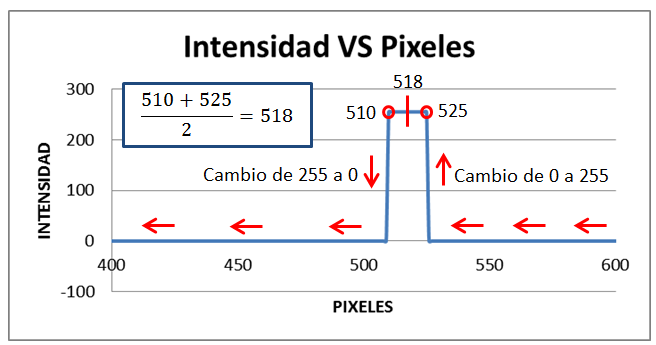 Intensidad VS Pixeles
510 + 525
2
= 518
518
510
525
Cambio de 255 a 0
Cambio de 0 a 255
INTENSIDAD
300
200
100
0
-100
400
450
500
550
600
PIXELES